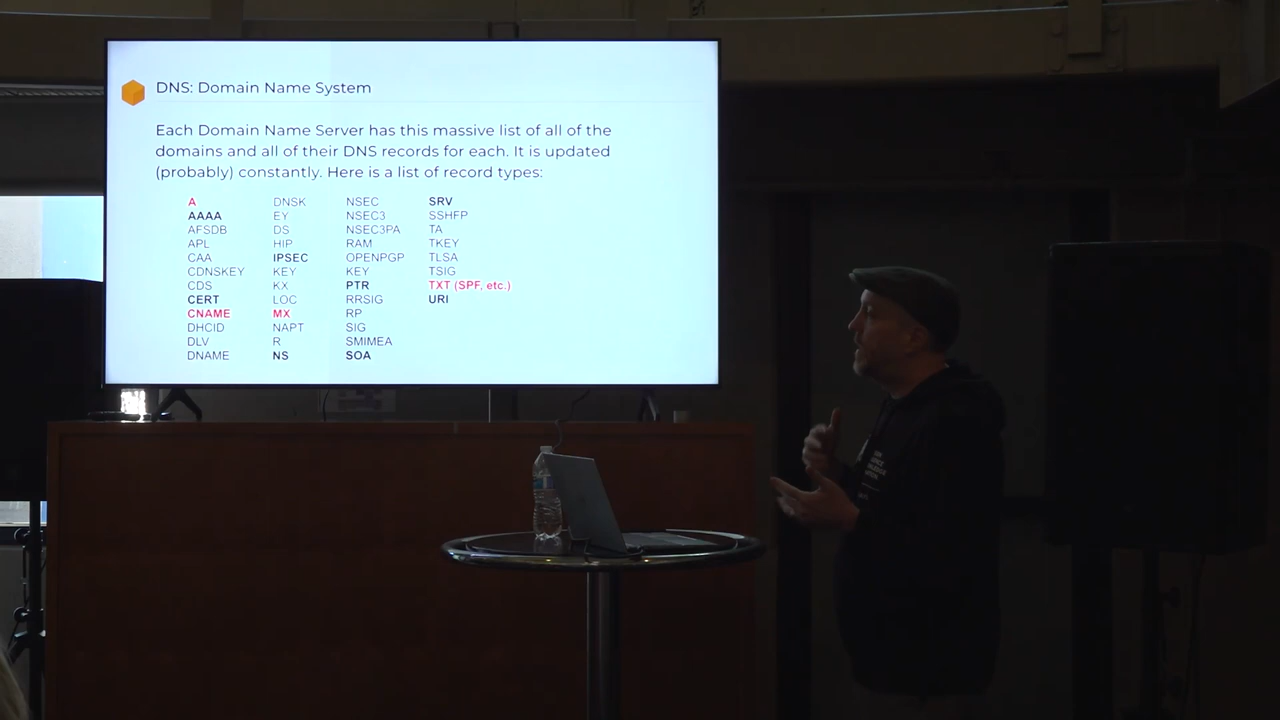 DNS: Domain Name System
Each Domain Name Server has this massive list of all of the
domains and all of their DNS records for each. It is updated
(probably) constantly. Here is a list of record types:
A
AAAA
AFSDB
APL
CAA
CDNSKEY
CDS
CERT
CNAME
DHCID
DLV
DNAME
DNSK
EY
DS
HIP
IPSEC
KEY
KX
LOC
MX
NAPT
R
NS
NSEC
NSEC3
NSEC3PA
RAM
OPENPGP
KEY
PTR
RRSIG
RP
SIG
SMIMEA
SOA
SRV
SSHFP
TA
TKEY
TLSA
TSIG
TXT (SPF, etc.)
URI